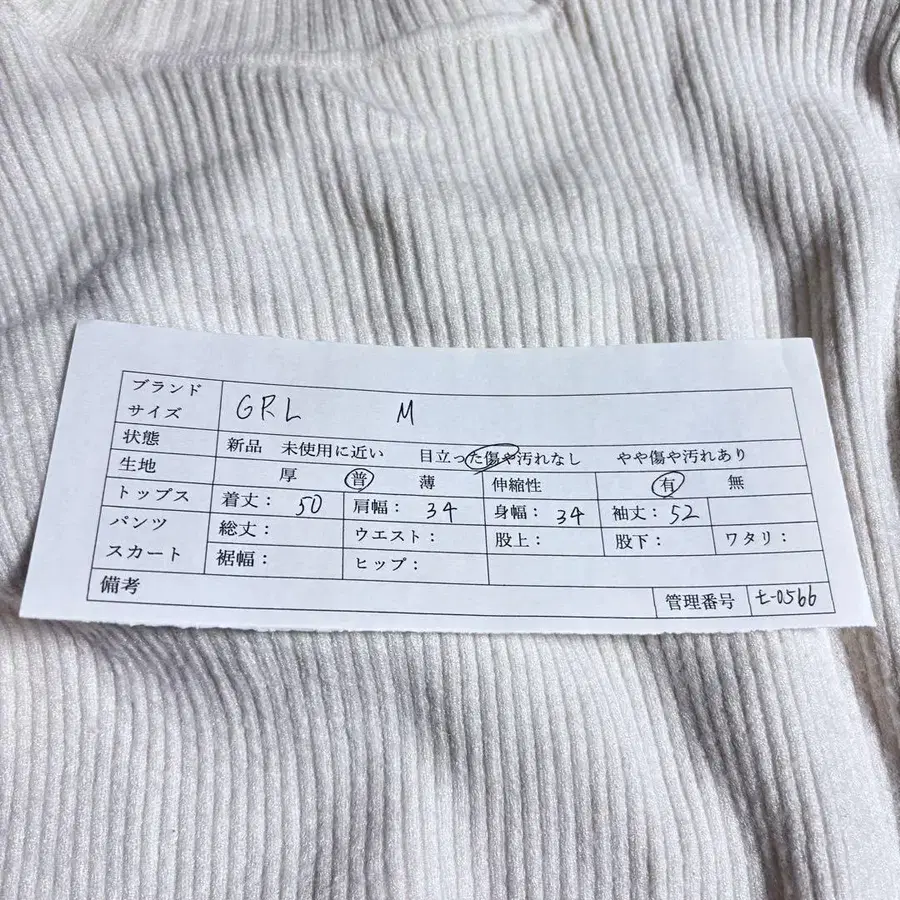 ブランド
サイズ GRL M
状態 新品 未使用に近い 目立った傷や汚れなし やや傷や汚れあり
生地 厚 普 薄 伸縮性 有 無
トップス 着丈: 50 肩幅: 34 身幅: 34 袖丈: 52
パンツ 総丈: ウエスト: 股上: 股下: ワタリ:
スカート 裾幅: ヒップ:
備考 管理番号 t-0566